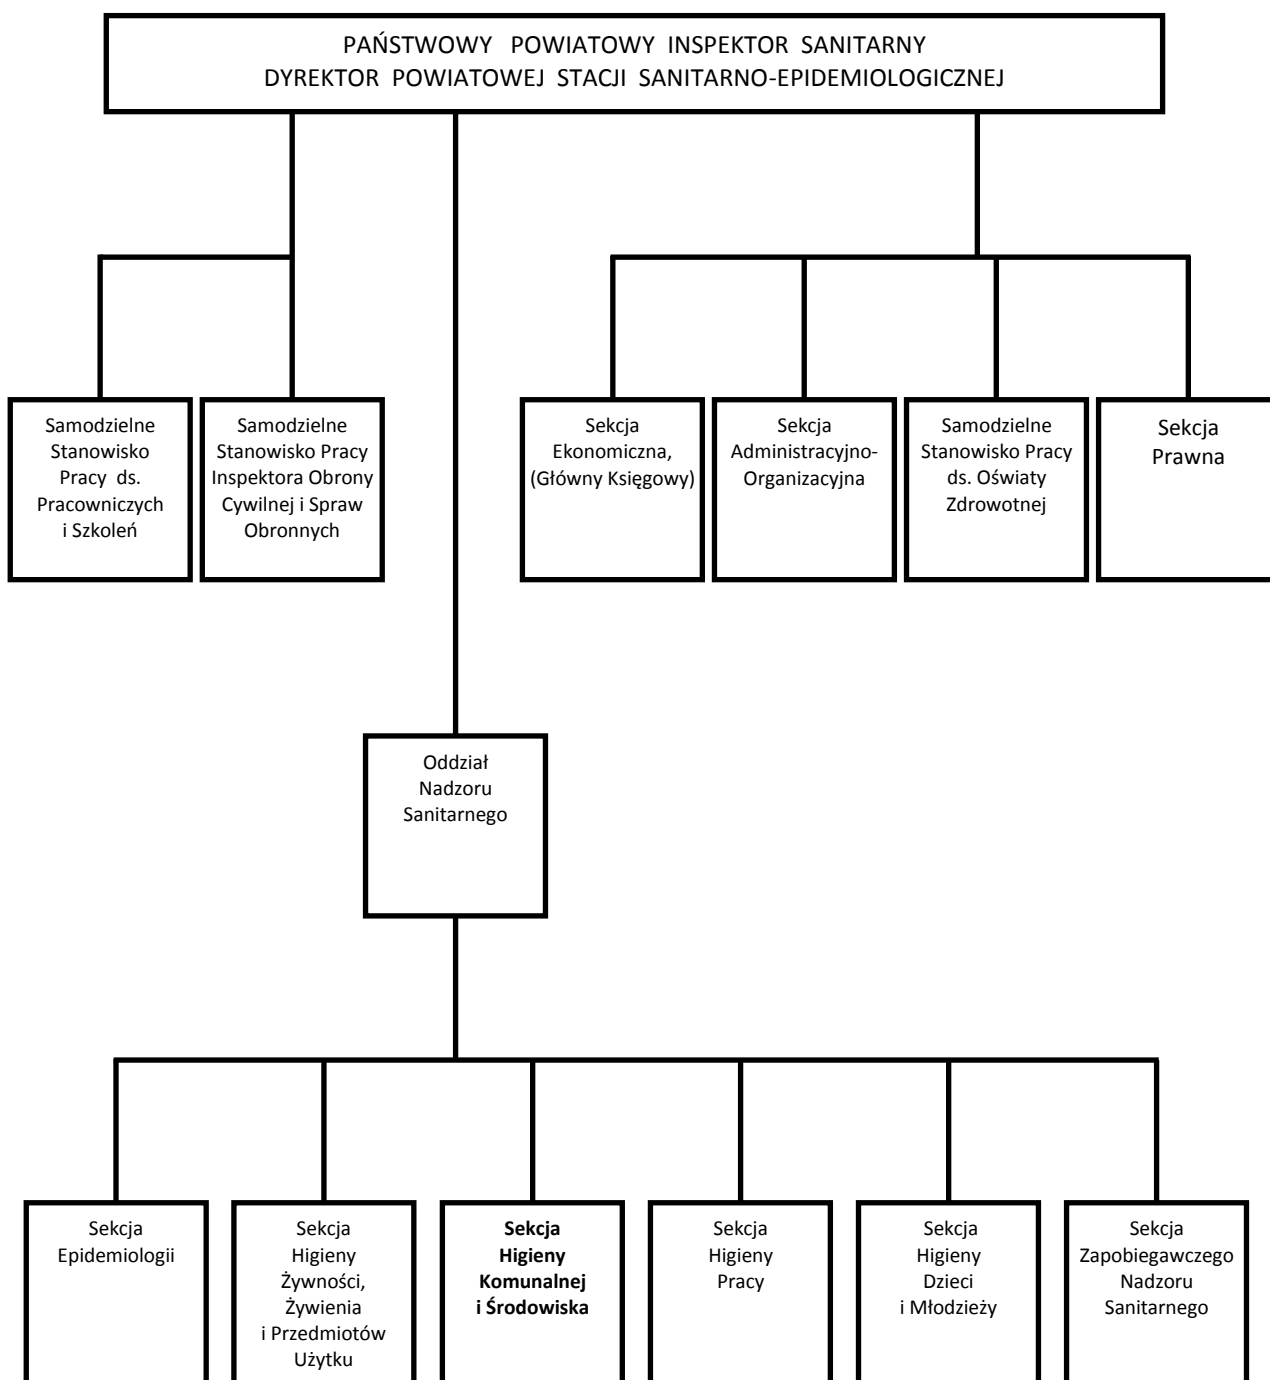 PAŃSTWOWY POWIATOWY INSPEKTOR SANITARNY
DYREKTOR POWIATOWEJ STACJI SANITARNO-EPIDEMIOLOGICZNEJ
Samodzielne
Stanowisko
Pracy ds.
Pracowniczych
i Szkoleń
Samodzielne
Stanowisko Pracy
Inspektora Obrony
Cywilnej i Spraw
Obronnych
Sekcja
Ekonomiczna,
(Główny Księgowy)
Sekcja
Administracyjno-
Organizacyjna
Samodzielne
Stanowisko Pracy
ds. Oświaty
Zdrowotnej
Sekcja
Prawna
Oddział
Nadzoru
Sanitarnego
Sekcja
Epidemiologii
Sekcja
Higieny
Żywności,
Żywienia
i Przedmiotów
Użytku
Sekcja
Higieny
Komunalnej
i Środowiska
Sekcja
Higieny
Pracy
Sekcja
Higieny
Dzieci
i Młodzieży
Sekcja
Zapobiegawczego
Nadzoru
Sanitarnego